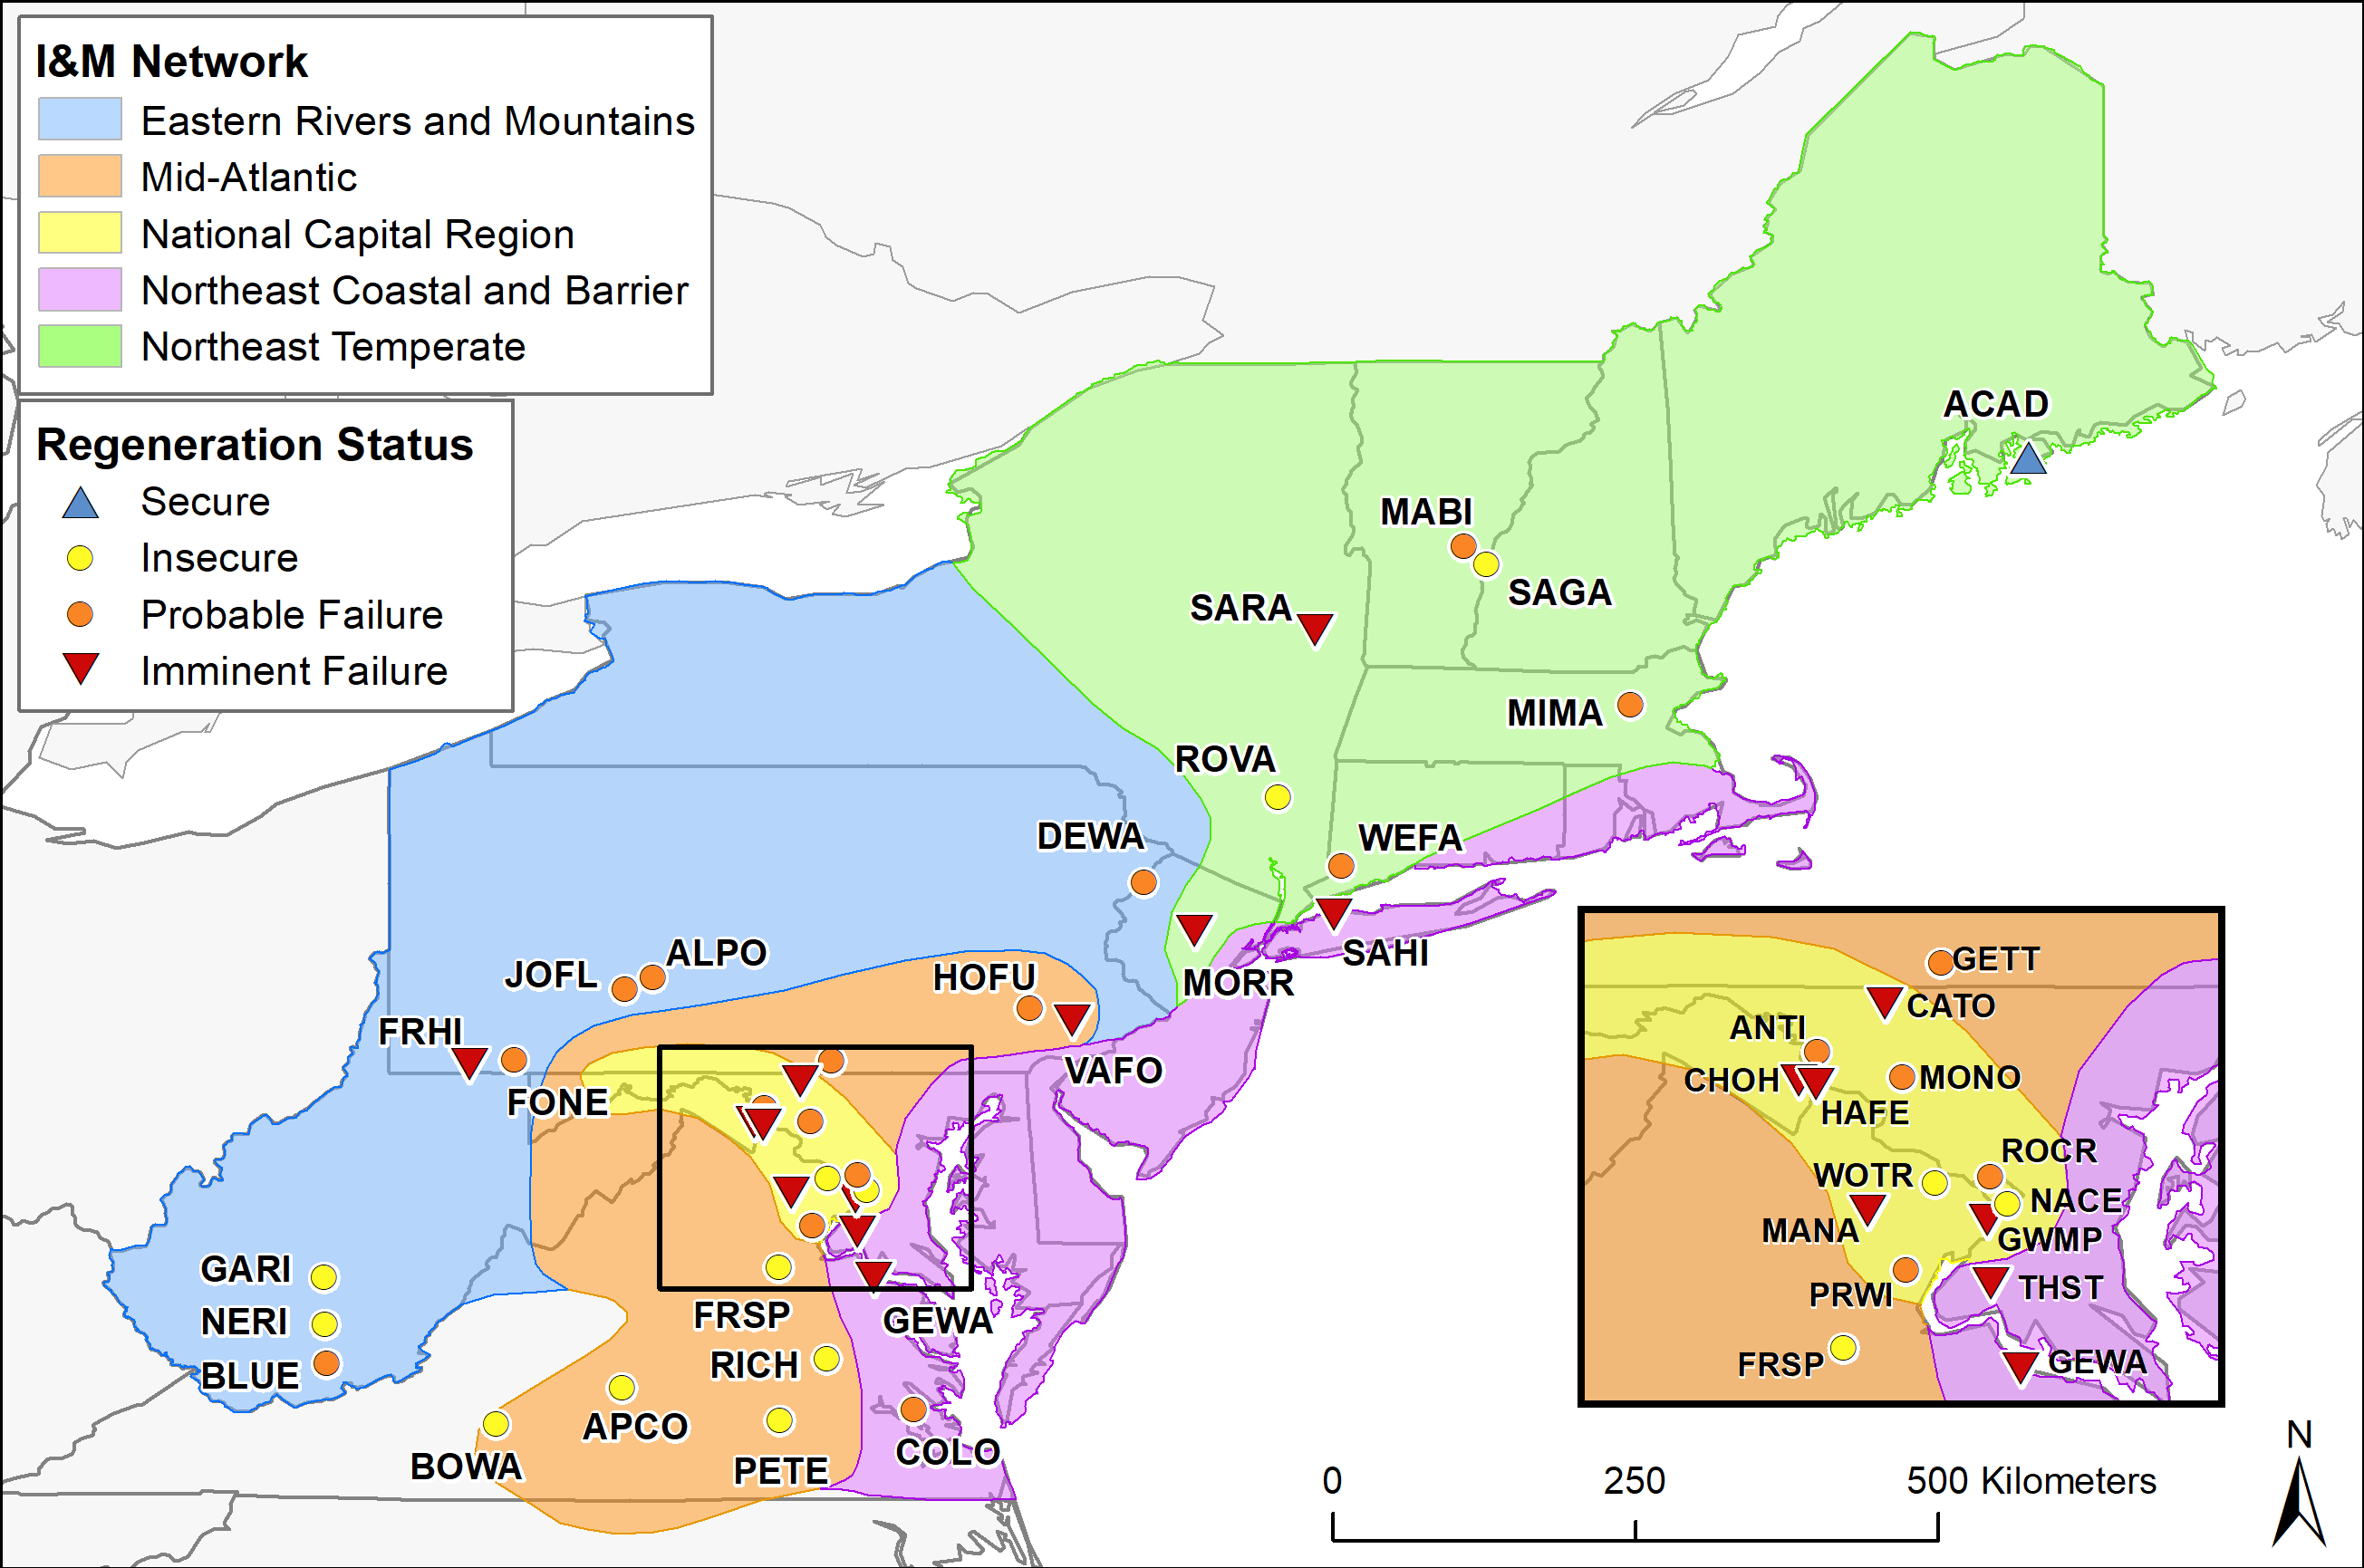 I&M Network
Eastern Rivers and Mountains
Mid-Atlantic
National Capital Region
Northeast Coastal and Barrier
Northeast Temperate
Regeneration Status
Secure
Insecure
Probable Failure
Imminent Failure
ACAD
MABI
SAGA
SARA
MIMA
ROVA
DEWA
WEFA
SAHI
MORR
ALPO
JOFL
HOFU
FRHI
VAFO
FONE
GARI
NERI
BLUE
FRSP
GEWA
RICH
APCO
COLO
BOWA
PETE
GETT
CATO
ANTI
CHOH
MONO
HAFE
ROCR
WOTR
NACE
MANA
GWMP
THST
PRWI
FRSP
GEWA
N
0 250 500 Kilometers